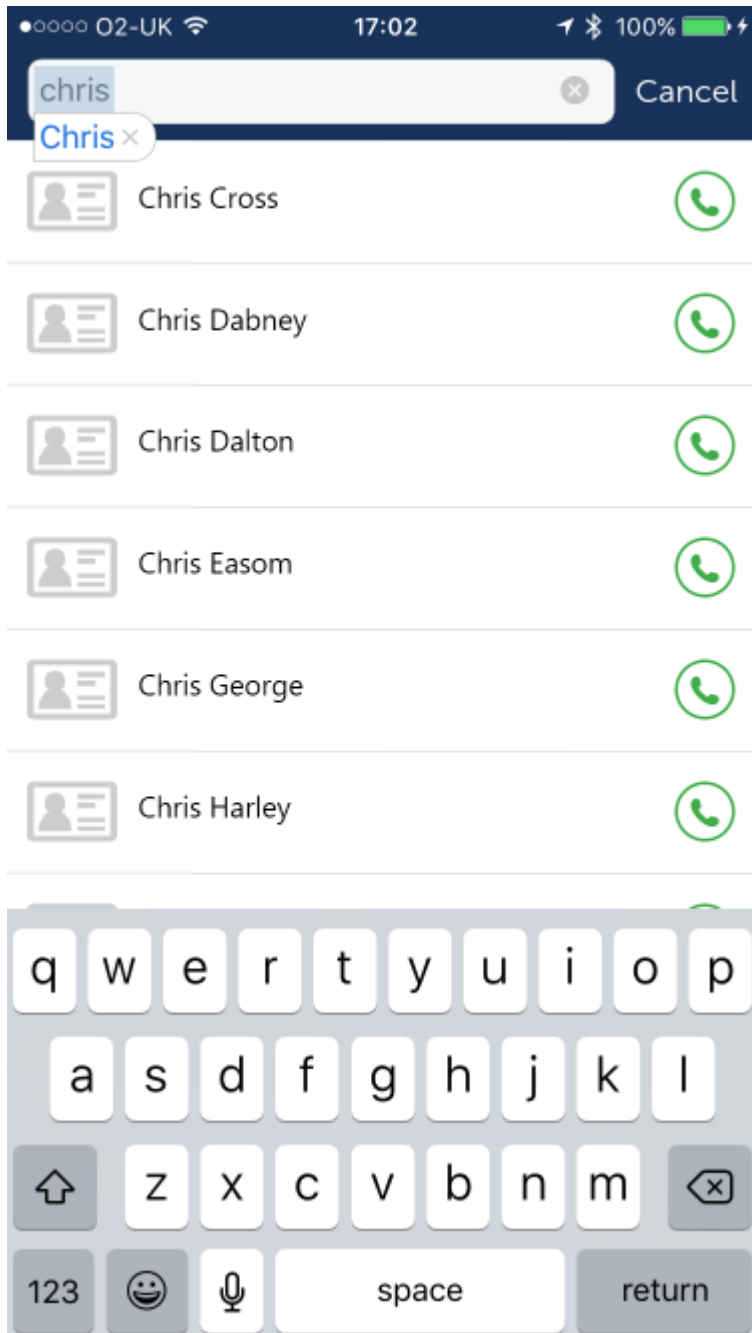 O2-UK 17:02 100%
chris Cancel
Chris ×
Chris Cross
Chris Dabney
Chris Dalton
Chris Easom
Chris George
Chris Harley
q w e r t y u i o p
a s d f g h j k l
z x c v b n m
123 space return